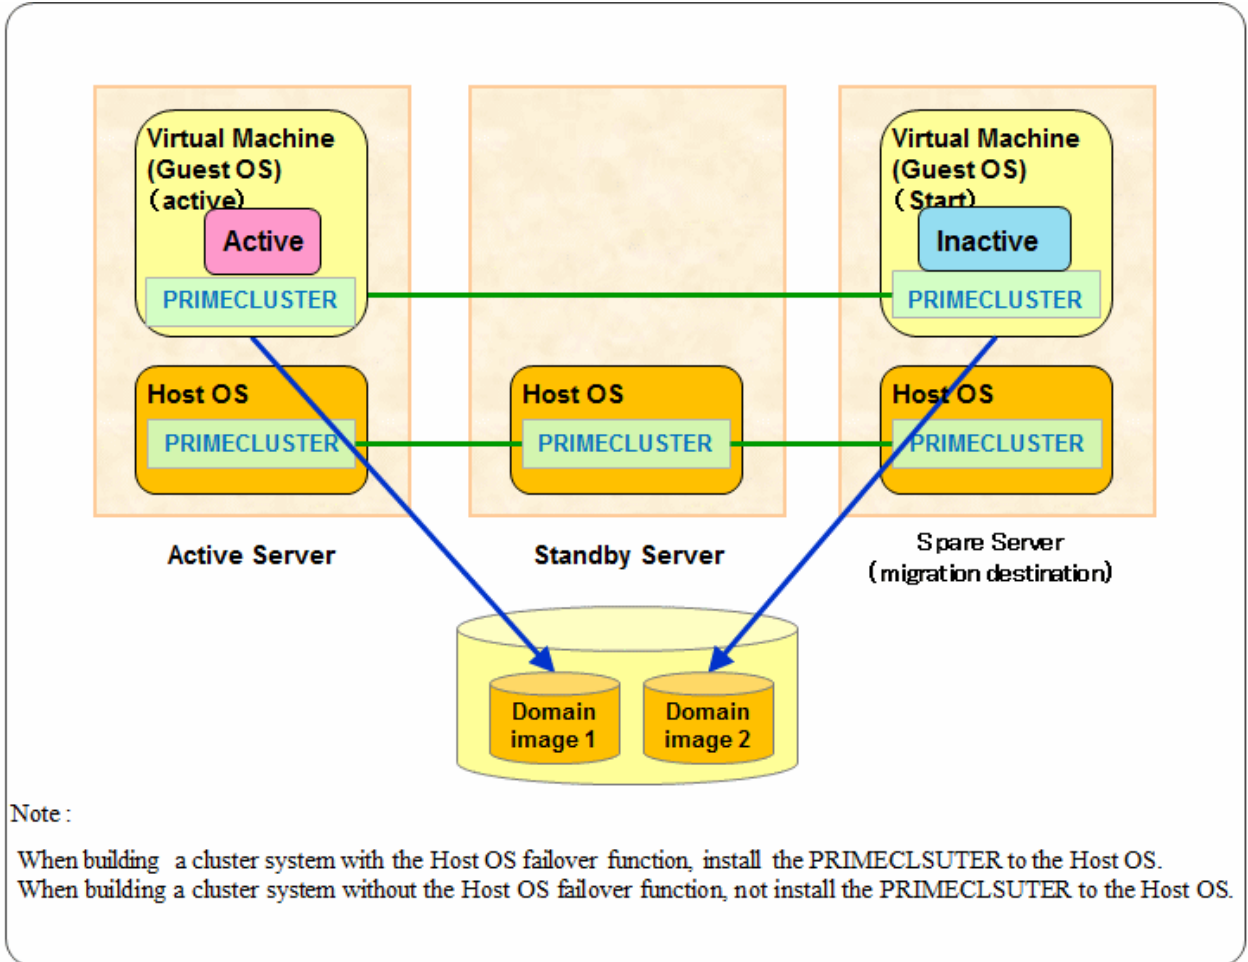 Virtual Machine
(Guest OS)
(active)
Active
PRIMECLUSTER
Virtual Machine
(Guest OS)
(Start)
Inactive
PRIMECLUSTER
Host OS
PRIMECLUSTER
Host OS
PRIMECLUSTER
Host OS
PRIMECLUSTER
Active Server
Standby Server
Spare Server
(migration destination)
Domain
image 1
Domain
image 2
Note :
When building a cluster system with the Host OS failover function, install the PRIMECLSUTER to the Host OS.
When building a cluster system without the Host OS failover function, not install the PRIMECLSUTER to the Host OS.